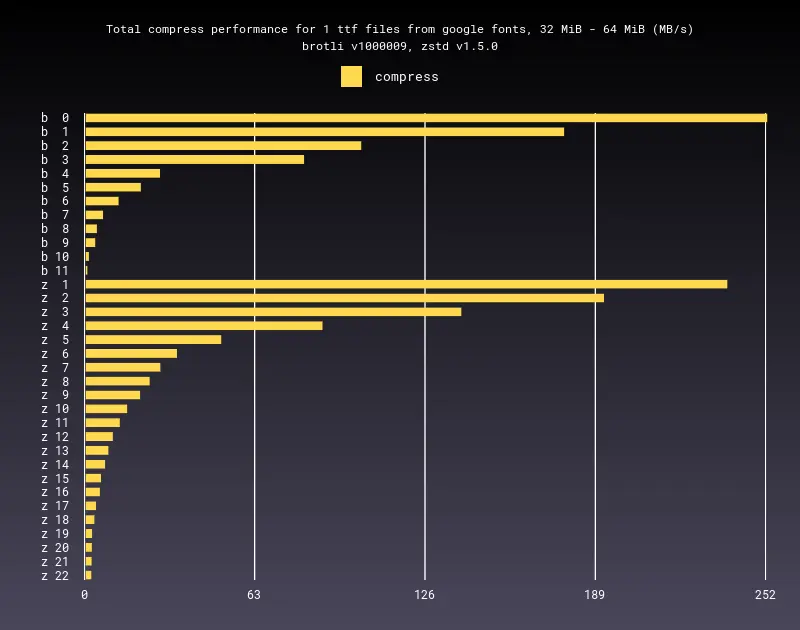 Total compress performance for 1 ttf files from google fonts, 32 MiB - 64 MiB (MB/s)
brotli v1000009, zstd v1.5.0
compress
b 0
b 1
b 2
b 3
b 4
b 5
b 6
b 7
b 8
b 9
b 10
b 11
z 1
z 2
z 3
z 4
z 5
z 6
z 7
z 8
z 9
z 10
z 11
z 12
z 13
z 14
z 15
z 16
z 17
z 18
z 19
z 20
z 21
z 22
0 63 126 189 252